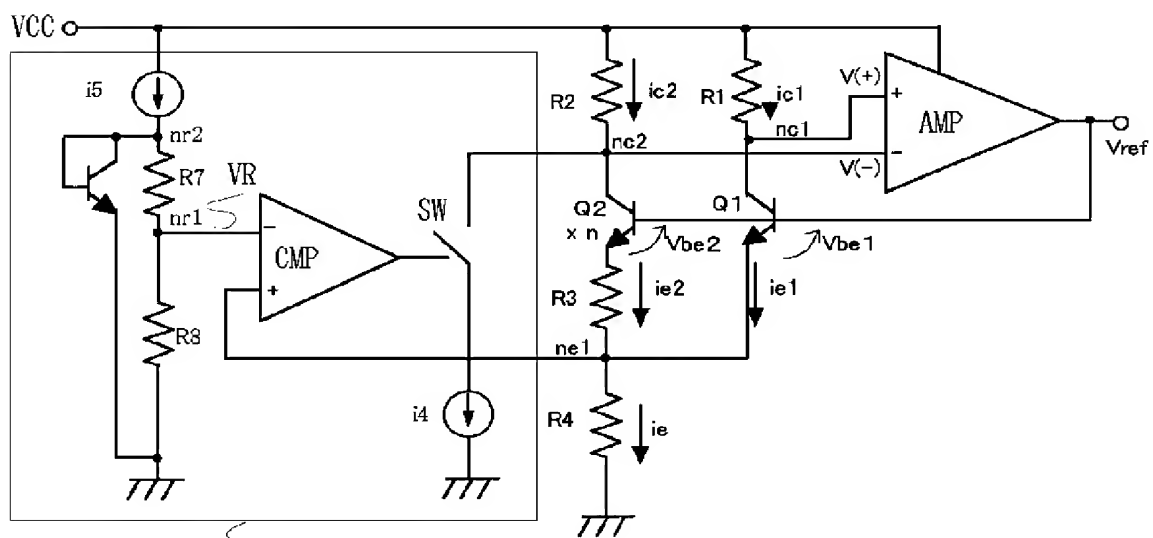 VCC
i5
nr2
R7
nr1
VR
CMP
−
+
R8
SW
i4
R2
ic2
nc2
R1
ic1
nc1
V(+)
V(−)
+
−
AMP
Vref
Q2
x n
Vbe2
Q1
Vbe1
R3
ie2
ie1
ne1
R4
ie